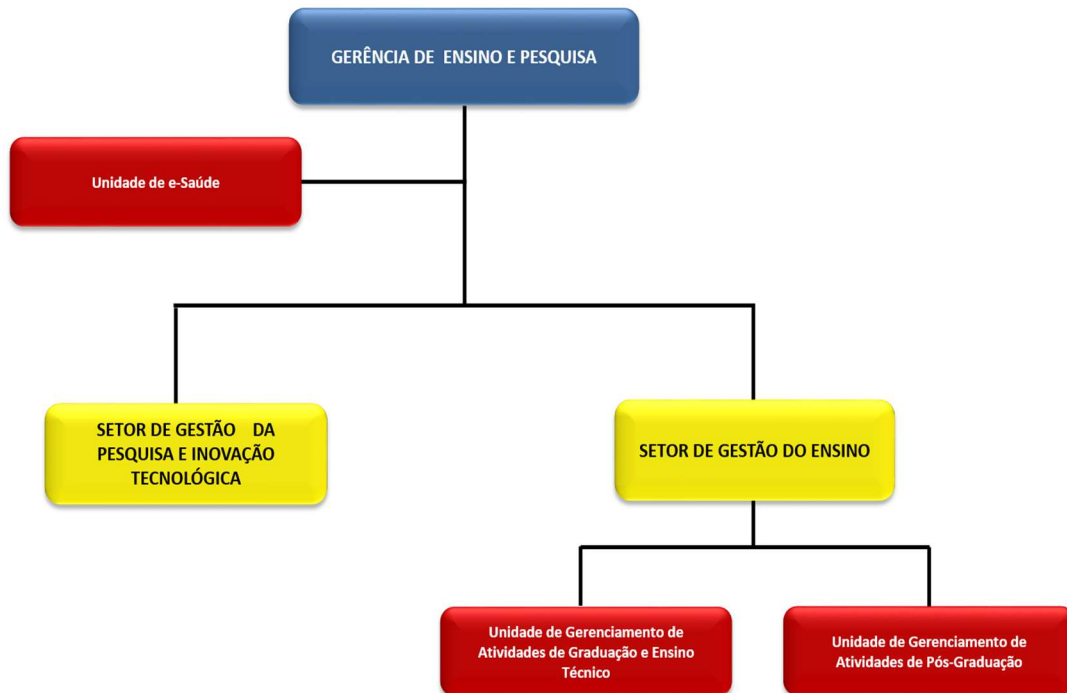 GERÊNCIA DE ENSINO E PESQUISA
Unidade de e-Saúde
SETOR DE GESTÃO DA
PESQUISA E INOVAÇÃO
TECNOLÓGICA
SETOR DE GESTÃO DO ENSINO
Unidade de Gerenciamento de
Atividades de Graduação e Ensino
Técnico
Unidade de Gerenciamento de
Atividades de Pós-Graduação